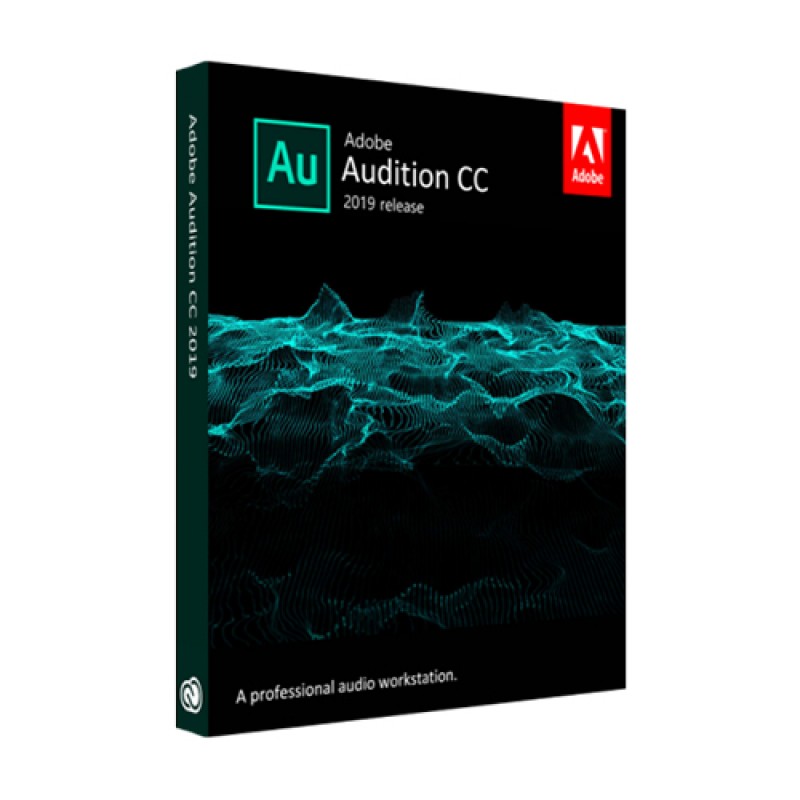 Adobe Audition CC 2019
Au
Adobe
Audition CC
2019 release
Adobe
A professional audio workstation.